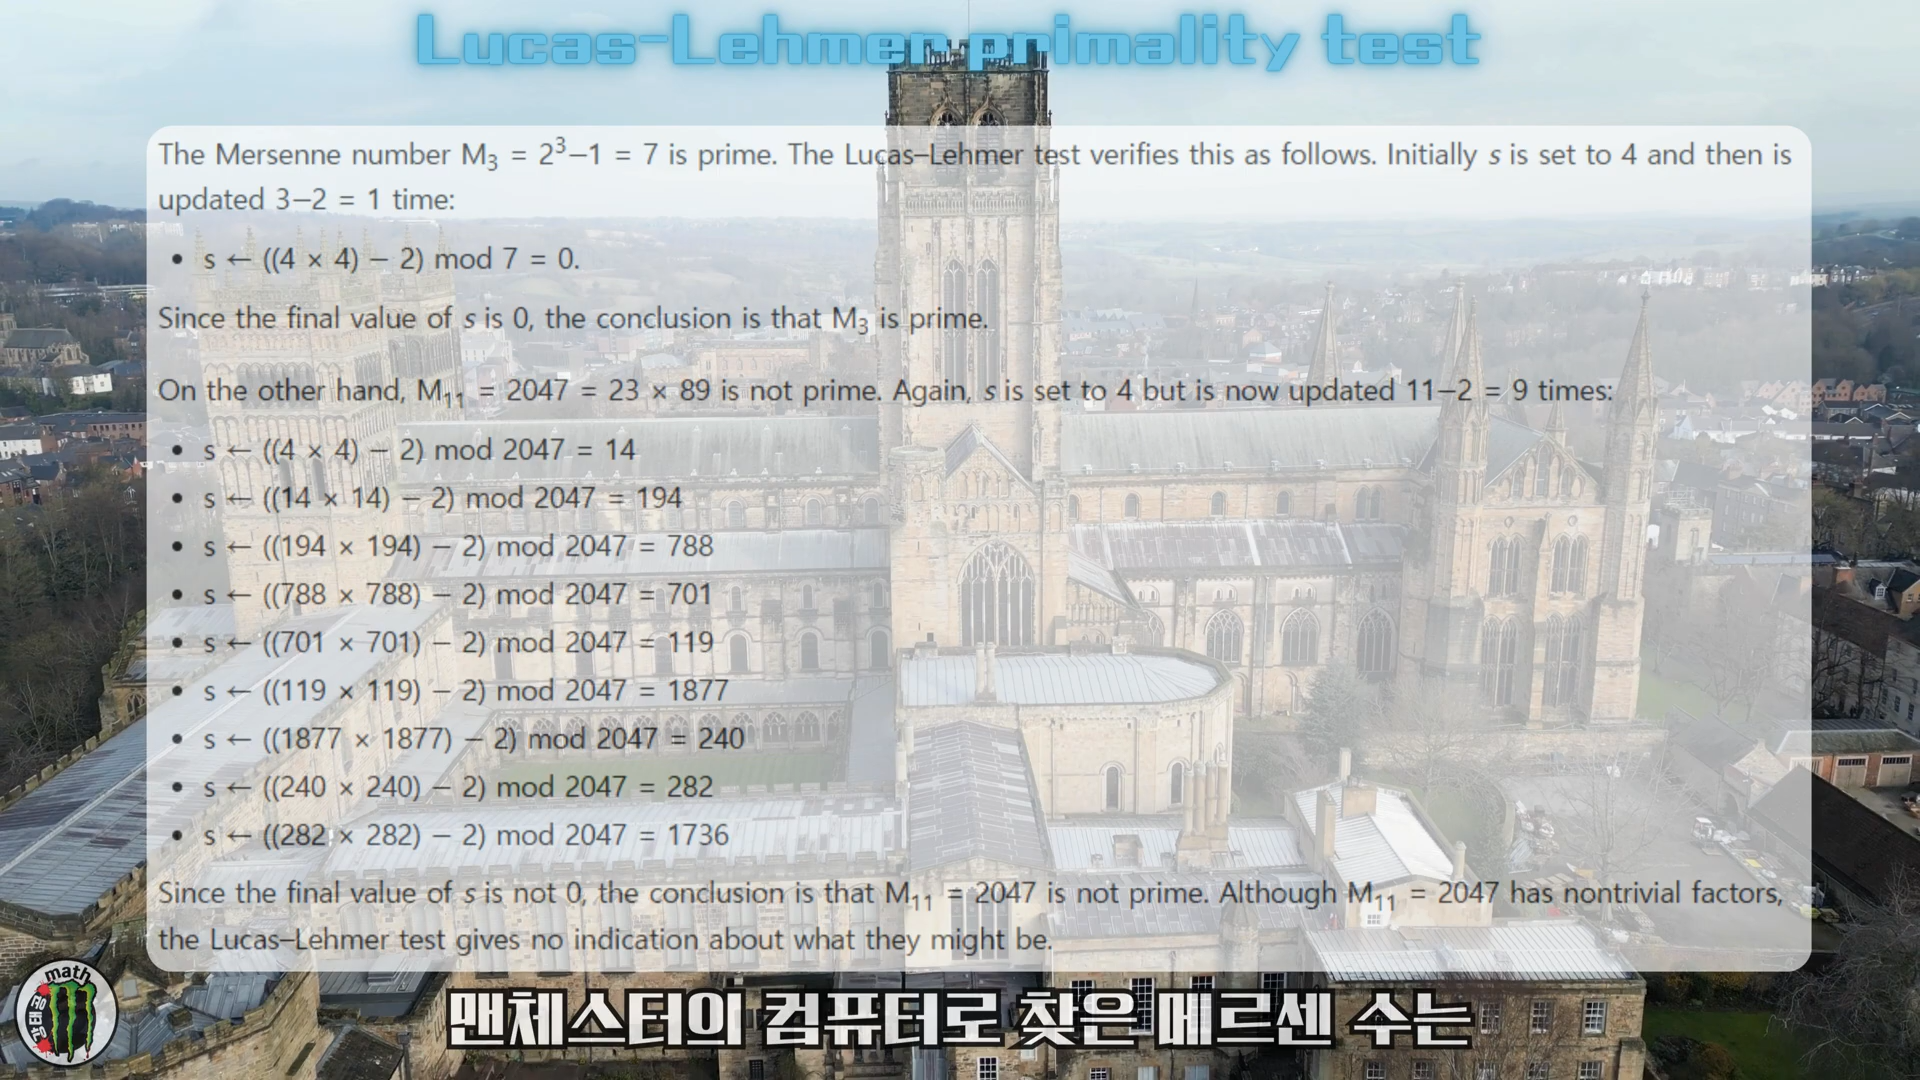 Lucas-Lehmer primality test
The Mersenne number M₃ = 2³−1 = 7 is prime. The Lucas–Lehmer test verifies this as follows. Initially s is set to 4 and then is
updated 3−2 = 1 time:
• s ← ((4 × 4) − 2) mod 7 = 0.
Since the final value of s is 0, the conclusion is that M₃ is prime.
On the other hand, M₁₁ = 2047 = 23 × 89 is not prime. Again, s is set to 4 but is now updated 11−2 = 9 times:
• s ← ((4 × 4) − 2) mod 2047 = 14
• s ← ((14 × 14) − 2) mod 2047 = 194
• s ← ((194 × 194) − 2) mod 2047 = 788
• s ← ((788 × 788) − 2) mod 2047 = 701
• s ← ((701 × 701) − 2) mod 2047 = 119
• s ← ((119 × 119) − 2) mod 2047 = 1877
• s ← ((1877 × 1877) − 2) mod 2047 = 240
• s ← ((240 × 240) − 2) mod 2047 = 282
• s ← ((282 × 282) − 2) mod 2047 = 1736
Since the final value of s is not 0, the conclusion is that M₁₁ = 2047 is not prime. Although M₁₁ = 2047 has nontrivial factors,
the Lucas–Lehmer test gives no indication about what they might be.
math
맨체스터의 컴퓨터로 찾은 메르센 수는